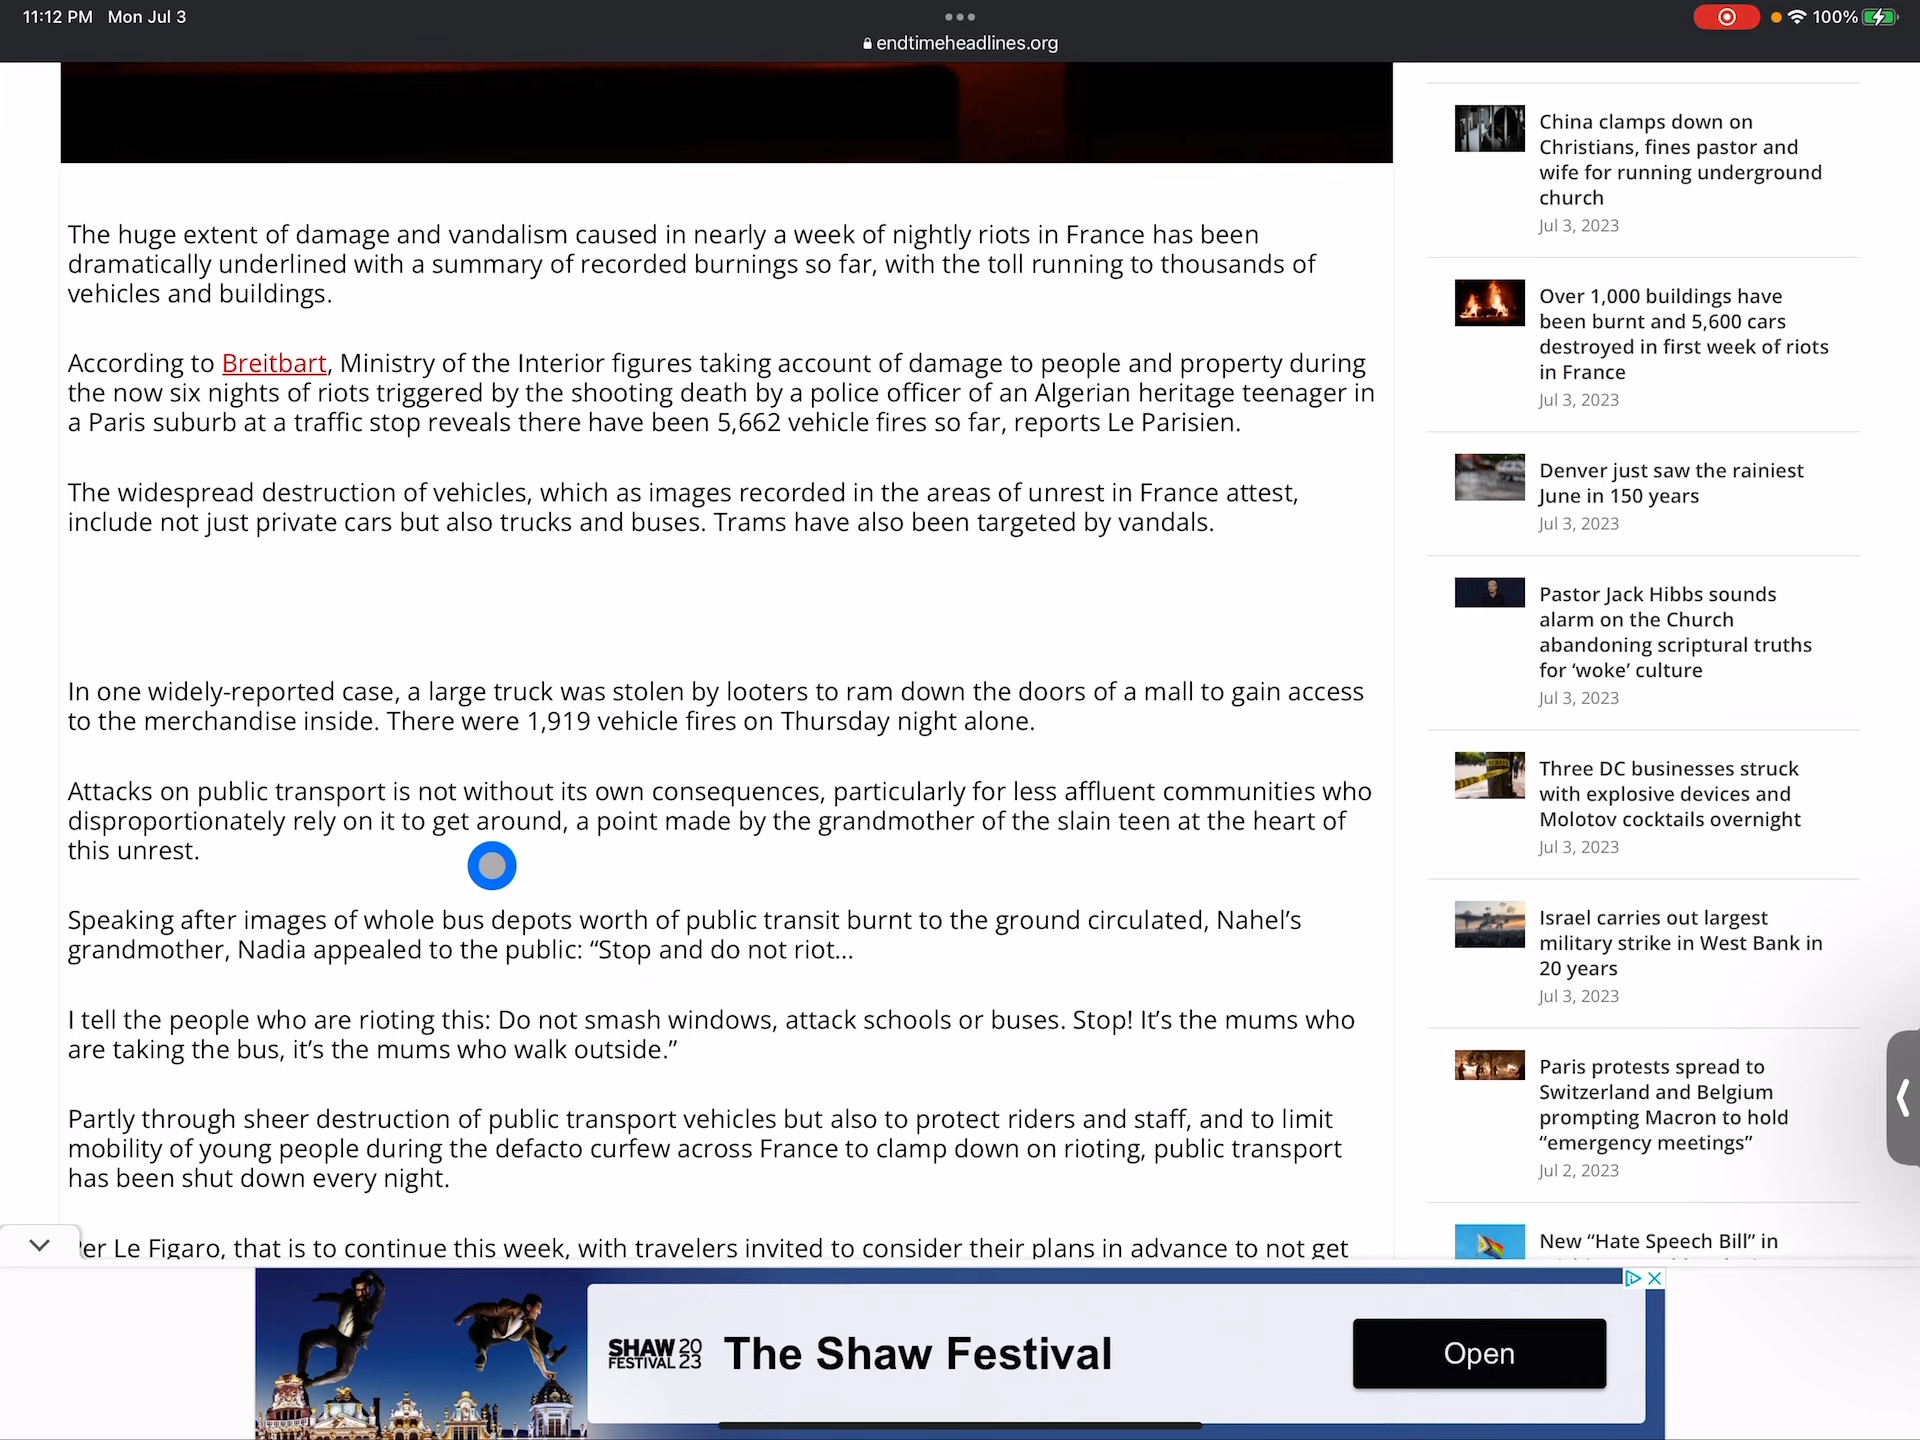 11:12 PM Mon Jul 3
100%
endtimeheadlines.org
The huge extent of damage and vandalism caused in nearly a week of nightly riots in France has been
dramatically underlined with a summary of recorded burnings so far, with the toll running to thousands of
vehicles and buildings.
According to Breitbart, Ministry of the Interior figures taking account of damage to people and property during
the now six nights of riots triggered by the shooting death by a police officer of an Algerian heritage teenager in
a Paris suburb at a traffic stop reveals there have been 5,662 vehicle fires so far, reports Le Parisien.
The widespread destruction of vehicles, which as images recorded in the areas of unrest in France attest,
include not just private cars but also trucks and buses. Trams have also been targeted by vandals.
In one widely-reported case, a large truck was stolen by looters to ram down the doors of a mall to gain access
to the merchandise inside. There were 1,919 vehicle fires on Thursday night alone.
Attacks on public transport is not without its own consequences, particularly for less affluent communities who
disproportionately rely on it to get around, a point made by the grandmother of the slain teen at the heart of
this unrest.
Speaking after images of whole bus depots worth of public transit burnt to the ground circulated, Nahel’s
grandmother, Nadia appealed to the public: “Stop and do not riot...
I tell the people who are rioting this: Do not smash windows, attack schools or buses. Stop! It’s the mums who
are taking the bus, it’s the mums who walk outside.”
Partly through sheer destruction of public transport vehicles but also to protect riders and staff, and to limit
mobility of young people during the defacto curfew across France to clamp down on rioting, public transport
has been shut down every night.
Per Le Figaro, that is to continue this week, with travelers invited to consider their plans in advance to not get
China clamps down on
Christians, fines pastor and
wife for running underground
church
Jul 3, 2023
Over 1,000 buildings have
been burnt and 5,600 cars
destroyed in first week of riots
in France
Jul 3, 2023
Denver just saw the rainiest
June in 150 years
Jul 3, 2023
Pastor Jack Hibbs sounds
alarm on the Church
abandoning scriptural truths
for ‘woke’ culture
Jul 3, 2023
Three DC businesses struck
with explosive devices and
Molotov cocktails overnight
Jul 3, 2023
Israel carries out largest
military strike in West Bank in
20 years
Jul 3, 2023
Paris protests spread to
Switzerland and Belgium
prompting Macron to hold
“emergency meetings”
Jul 2, 2023
New “Hate Speech Bill” in
SHAW 20
FESTIVAL 23
The Shaw Festival
Open